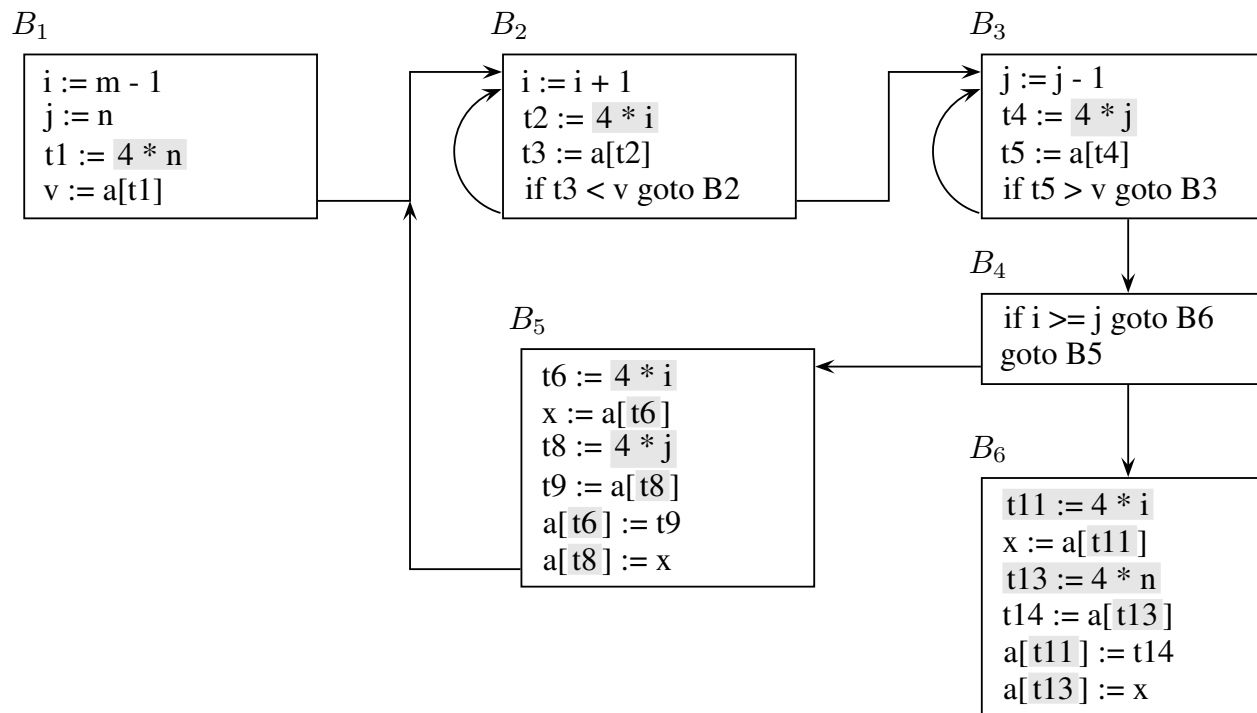 B1
i := m - 1
j := n
t1 := 4 * n
v := a[t1]
B2
i := i + 1
t2 := 4 * i
t3 := a[t2]
if t3 < v goto B2
B3
j := j - 1
t4 := 4 * j
t5 := a[t4]
if t5 > v goto B3
B4
if i >= j goto B6
goto B5
B5
t6 := 4 * i
x := a[t6]
t8 := 4 * j
t9 := a[t8]
a[t6] := t9
a[t8] := x
B6
t11 := 4 * i
x := a[t11]
t13 := 4 * n
t14 := a[t13]
a[t11] := t14
a[t13] := x